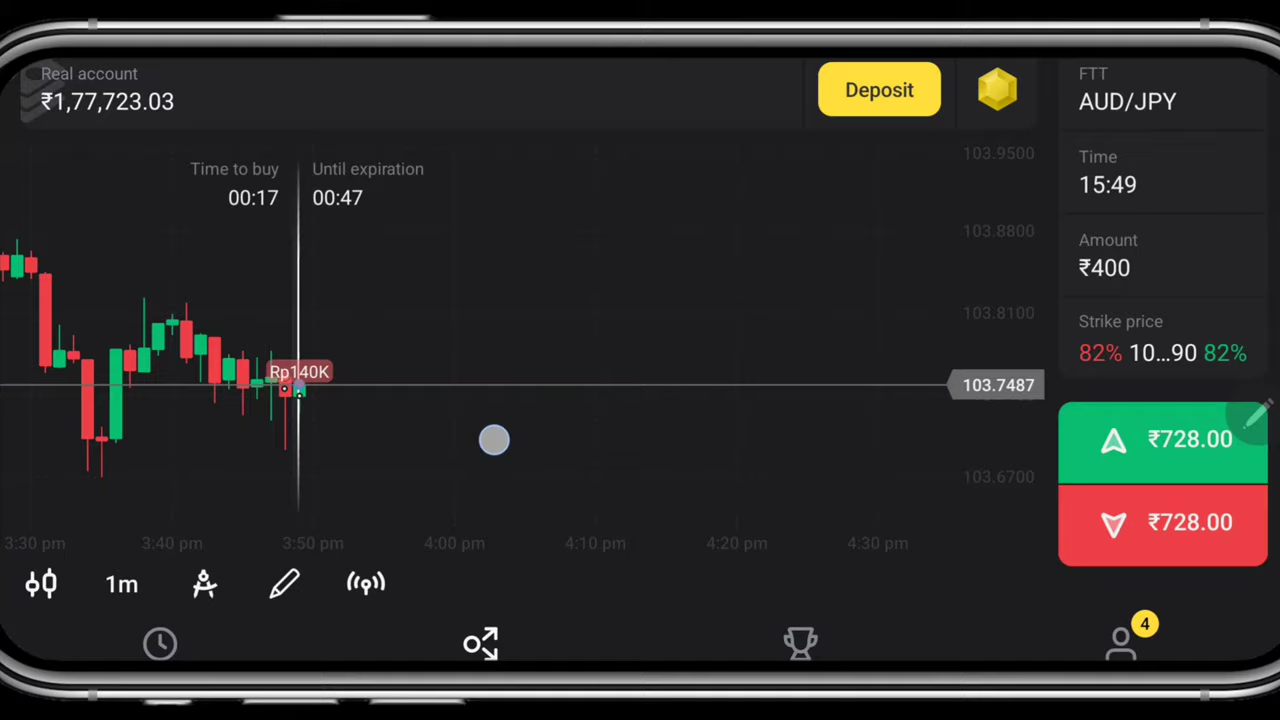 Real account
₹1,77,723.03
Deposit
FTT
AUD/JPY
Time to buy
00:17
Until expiration
00:47
103.9500
103.8800
103.8100
103.7487
103.6700
Time
15:49
Amount
₹400
Strike price
82% 10...90 82%
Rp140K
₹728.00
₹728.00
3:30 pm
3:40 pm
3:50 pm
4:00 pm
4:10 pm
4:20 pm
4:30 pm
1m
4